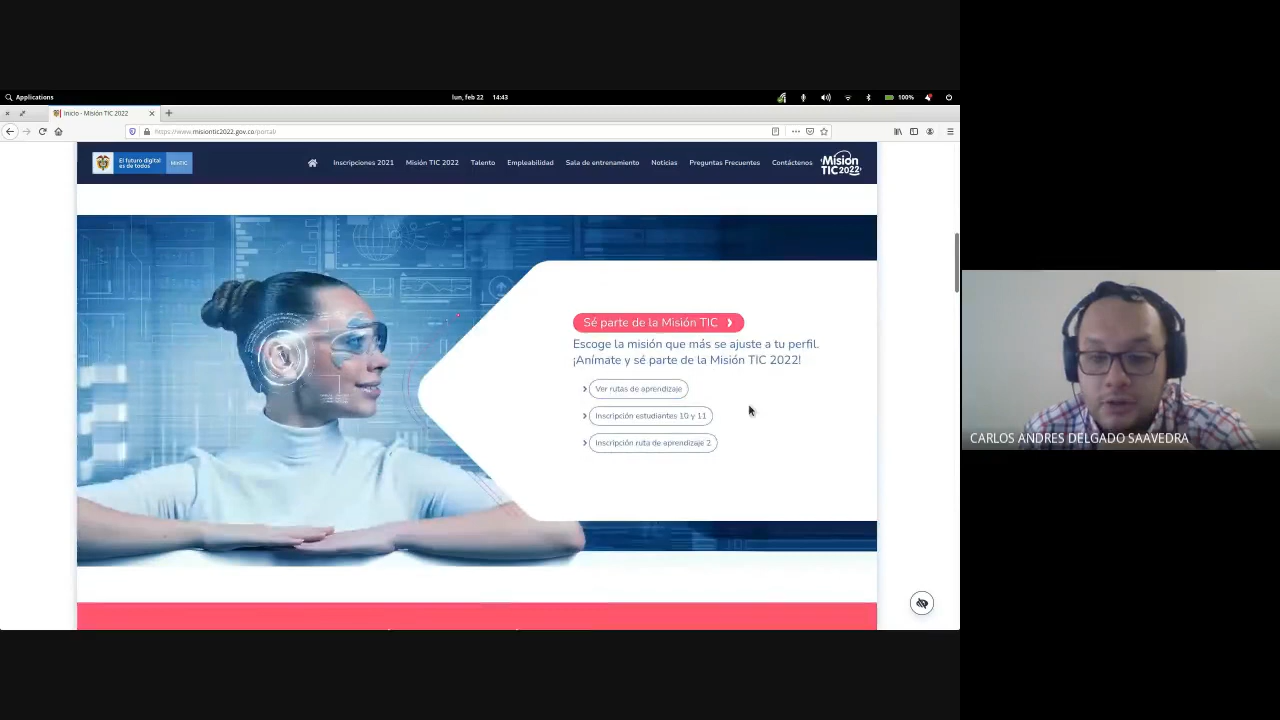 Applications
lun, feb 22 14:43
100%
Inicio - Misión TIC 2022
https://www.misiontic2022.gov.co/portal/
El futuro digital
es de todos
MinTIC
Inscripciones 2021
Misión TIC 2022
Talento
Empleabilidad
Sala de entrenamiento
Noticias
Preguntas Frecuentes
Contáctenos
Misión
TIC 2022
Sé parte de la Misión TIC
Escoge la misión que más se ajuste a tu perfil.
¡Anímate y sé parte de la Misión TIC 2022!
Ver rutas de aprendizaje
Inscripción estudiantes 10 y 11
Inscripción ruta de aprendizaje 2
CARLOS ANDRES DELGADO SAAVEDRA